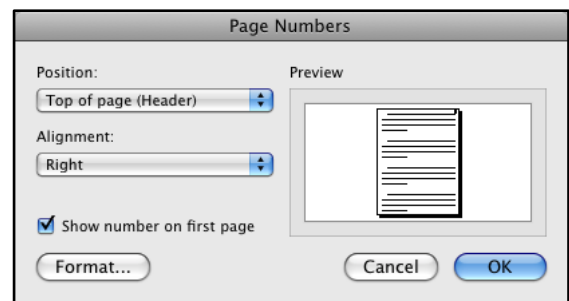 Page Numbers
Position:
Top of page (Header)
Alignment:
Right
Show number on first page
Format...
Preview
Cancel
OK